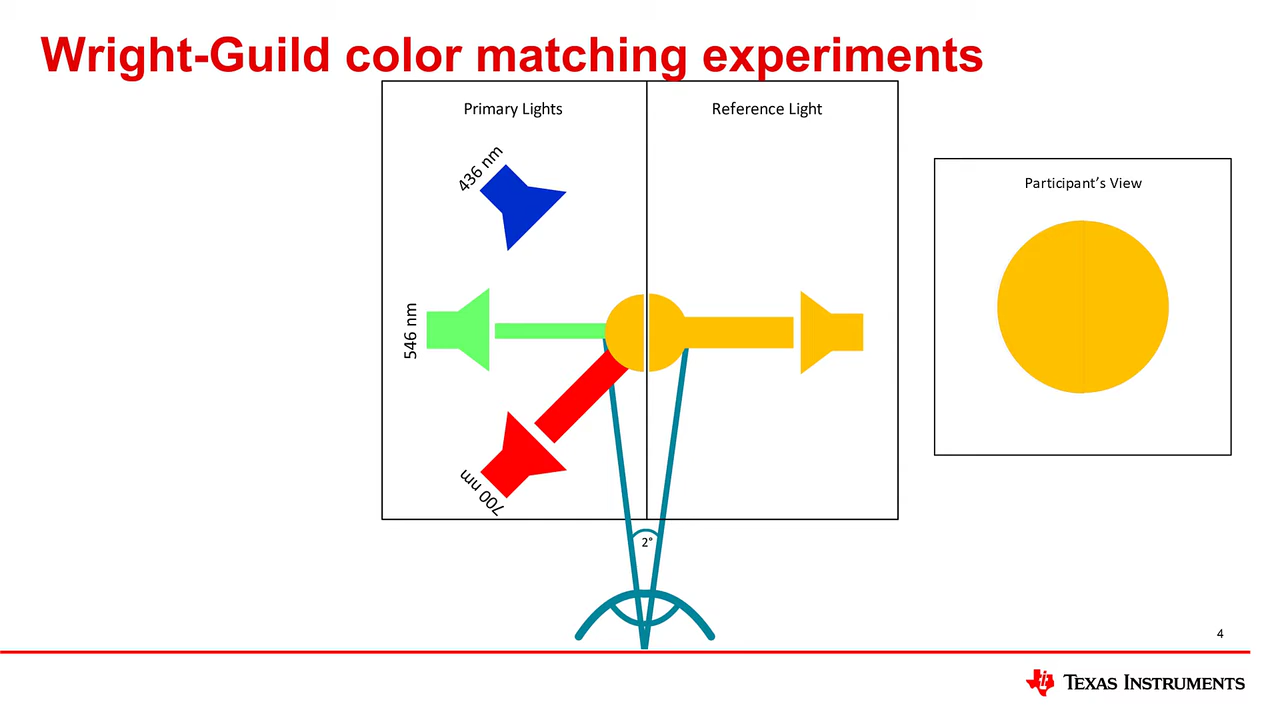 Wright-Guild color matching experiments
Primary Lights
Reference Light
436 nm
546 nm
700 nm
2°
Participant’s View
4
TEXAS INSTRUMENTS